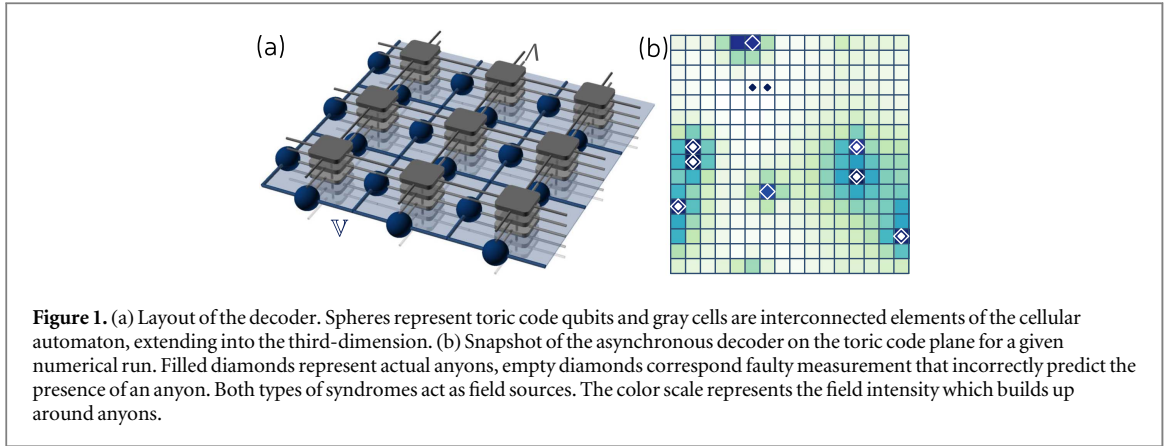 (a)
Λ
𝕍
(b)
Figure 1. (a) Layout of the decoder. Spheres represent toric code qubits and gray cells are interconnected elements of the cellular
automaton, extending into the third-dimension. (b) Snapshot of the asynchronous decoder on the toric code plane for a given
numerical run. Filled diamonds represent actual anyons, empty diamonds correspond faulty measurement that incorrectly predict the
presence of an anyon. Both types of syndromes act as field sources. The color scale represents the field intensity which builds up
around anyons.